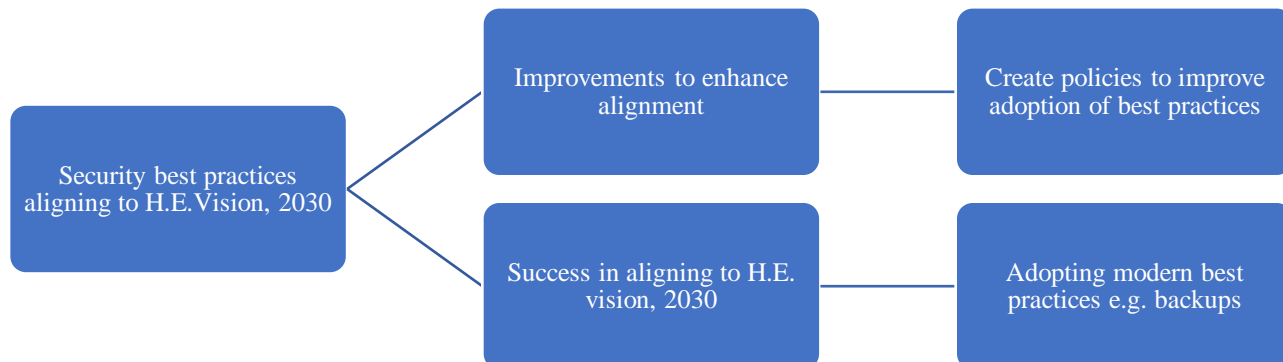 Security best practices
aligning to H.E.Vision, 2030
Improvements to enhance
alignment
Create policies to improve
adoption of best practices
Success in aligning to H.E.
vision, 2030
Adopting modern best
practices e.g. backups